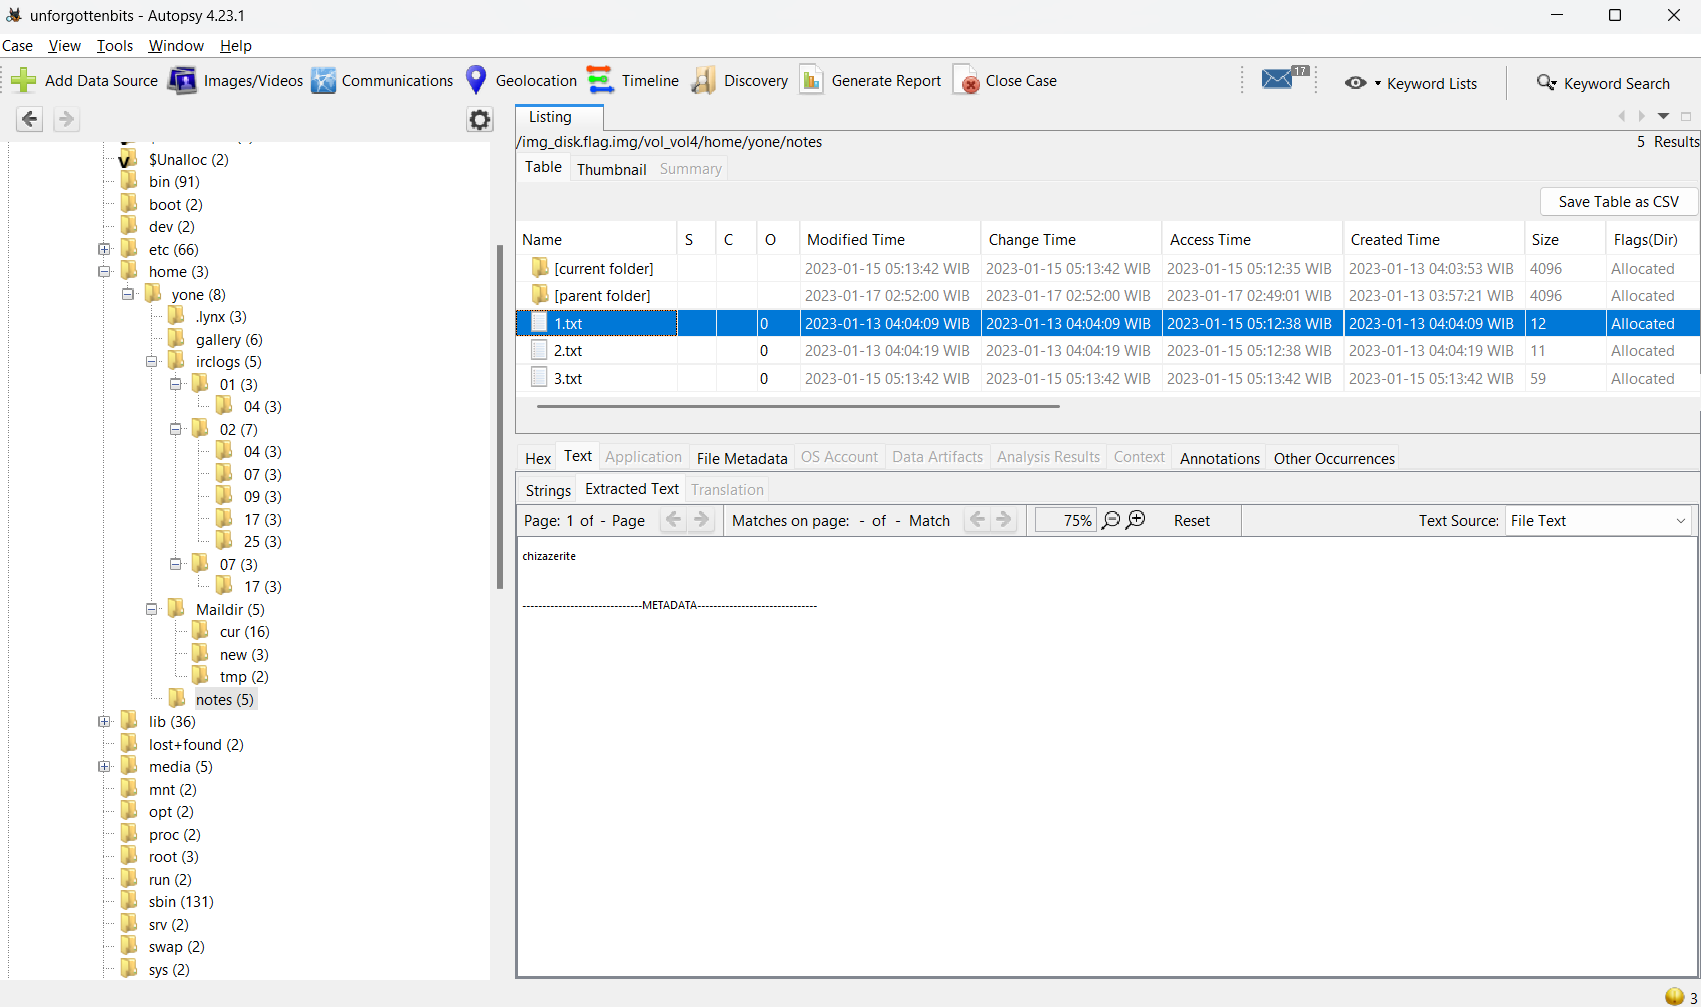 unforgottenbits - Autopsy 4.23.1
Case View Tools Window Help
Add Data Source Images/Videos Communications Geolocation Timeline Discovery Generate Report Close Case 17 Keyword Lists Keyword Search
Listing
/img_disk.flag.img/vol_vol4/home/yone/notes
5 Results
Table Thumbnail Summary
Save Table as CSV
$Unalloc (2)
bin (91)
boot (2)
dev (2)
etc (66)
home (3)
yone (8)
.lynx (3)
gallery (6)
irclogs (5)
01 (3)
04 (3)
02 (7)
04 (3)
07 (3)
09 (3)
17 (3)
25 (3)
07 (3)
17 (3)
Maildir (5)
cur (16)
new (3)
tmp (2)
notes (5)
lib (36)
lost+found (2)
media (5)
mnt (2)
opt (2)
proc (2)
root (3)
run (2)
sbin (131)
srv (2)
swap (2)
sys (2)
Name S C O Modified Time Change Time Access Time Created Time Size Flags(Dir)
[current folder] 2023-01-15 05:13:42 WIB 2023-01-15 05:13:42 WIB 2023-01-15 05:12:35 WIB 2023-01-13 04:03:53 WIB 4096 Allocated
[parent folder] 2023-01-17 02:52:00 WIB 2023-01-17 02:52:00 WIB 2023-01-17 02:49:01 WIB 2023-01-13 03:57:21 WIB 4096 Allocated
1.txt 0 2023-01-13 04:04:09 WIB 2023-01-13 04:04:09 WIB 2023-01-15 05:12:38 WIB 2023-01-13 04:04:09 WIB 12 Allocated
2.txt 0 2023-01-13 04:04:19 WIB 2023-01-13 04:04:19 WIB 2023-01-15 05:12:38 WIB 2023-01-13 04:04:19 WIB 11 Allocated
3.txt 0 2023-01-15 05:13:42 WIB 2023-01-15 05:13:42 WIB 2023-01-15 05:13:42 WIB 2023-01-15 05:13:42 WIB 59 Allocated
Hex Text Application File Metadata OS Account Data Artifacts Analysis Results Context Annotations Other Occurrences
Strings Extracted Text Translation
Page: 1 of - Page Matches on page: - of - Match 75% Reset Text Source: File Text
chizazerite
------------------------------METADATA------------------------------
3